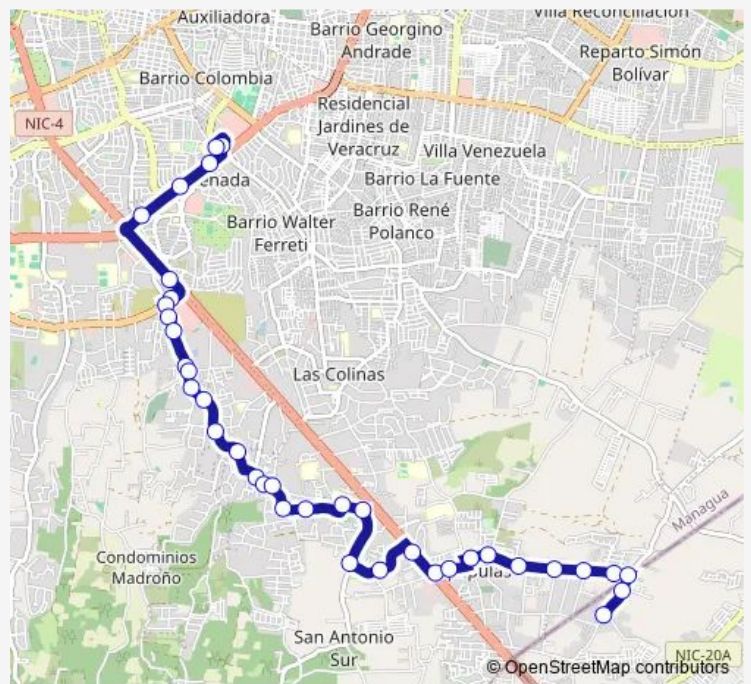 Auxiliadora
Villa Reconciliación
Barrio Georgino
Andrade
Reparto Simón
Bolívar
Barrio Colombia
NIC-4
Residencial
Jardines de
Veracruz
Villa Venezuela
enada
Barrio La Fuente
Barrio Walter
Ferreti
Barrio René
Polanco
Las Colinas
Managua
Condominios
Madroño
pulas
San Antonio
Sur
NIC-20A
© OpenStreetMap contributors